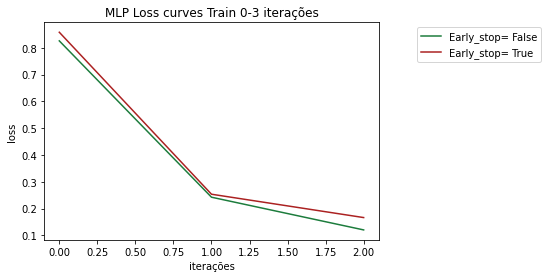 MLP Loss curves Train 0-3 iterações
Early_stop= False
Early_stop= True
loss
0.8
0.7
0.6
0.5
0.4
0.3
0.2
0.1
0.00 0.25 0.50 0.75 1.00 1.25 1.50 1.75 2.00
iterações